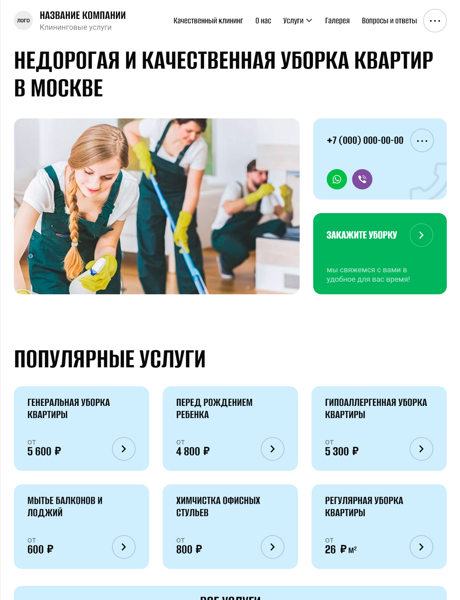 ЛОГО
НАЗВАНИЕ КОМПАНИИ
Клининговые услуги
Качественный клининг О нас Услуги Галерея Вопросы и ответы
НЕДОРОГАЯ И КАЧЕСТВЕННАЯ УБОРКА КВАРТИР
В МОСКВЕ
+7 (000) 000-00-00
ЗАКАЖИТЕ УБОРКУ
мы свяжемся с вами в
удобное для вас время!
ПОПУЛЯРНЫЕ УСЛУГИ
ГЕНЕРАЛЬНАЯ УБОРКА
КВАРТИРЫ
от
5 600 ₽
ПЕРЕД РОЖДЕНИЕМ
РЕБЕНКА
от
4 800 ₽
ГИПОАЛЛЕРГЕННАЯ УБОРКА
КВАРТИРЫ
от
5 300 ₽
МЫТЬЕ БАЛКОНОВ И
ЛОДЖИЙ
от
600 ₽
ХИМЧИСТКА ОФИСНЫХ
СТУЛЬЕВ
от
800 ₽
РЕГУЛЯРНАЯ УБОРКА
КВАРТИРЫ
от
26 ₽ м²
ВСЕ УСЛУГИ